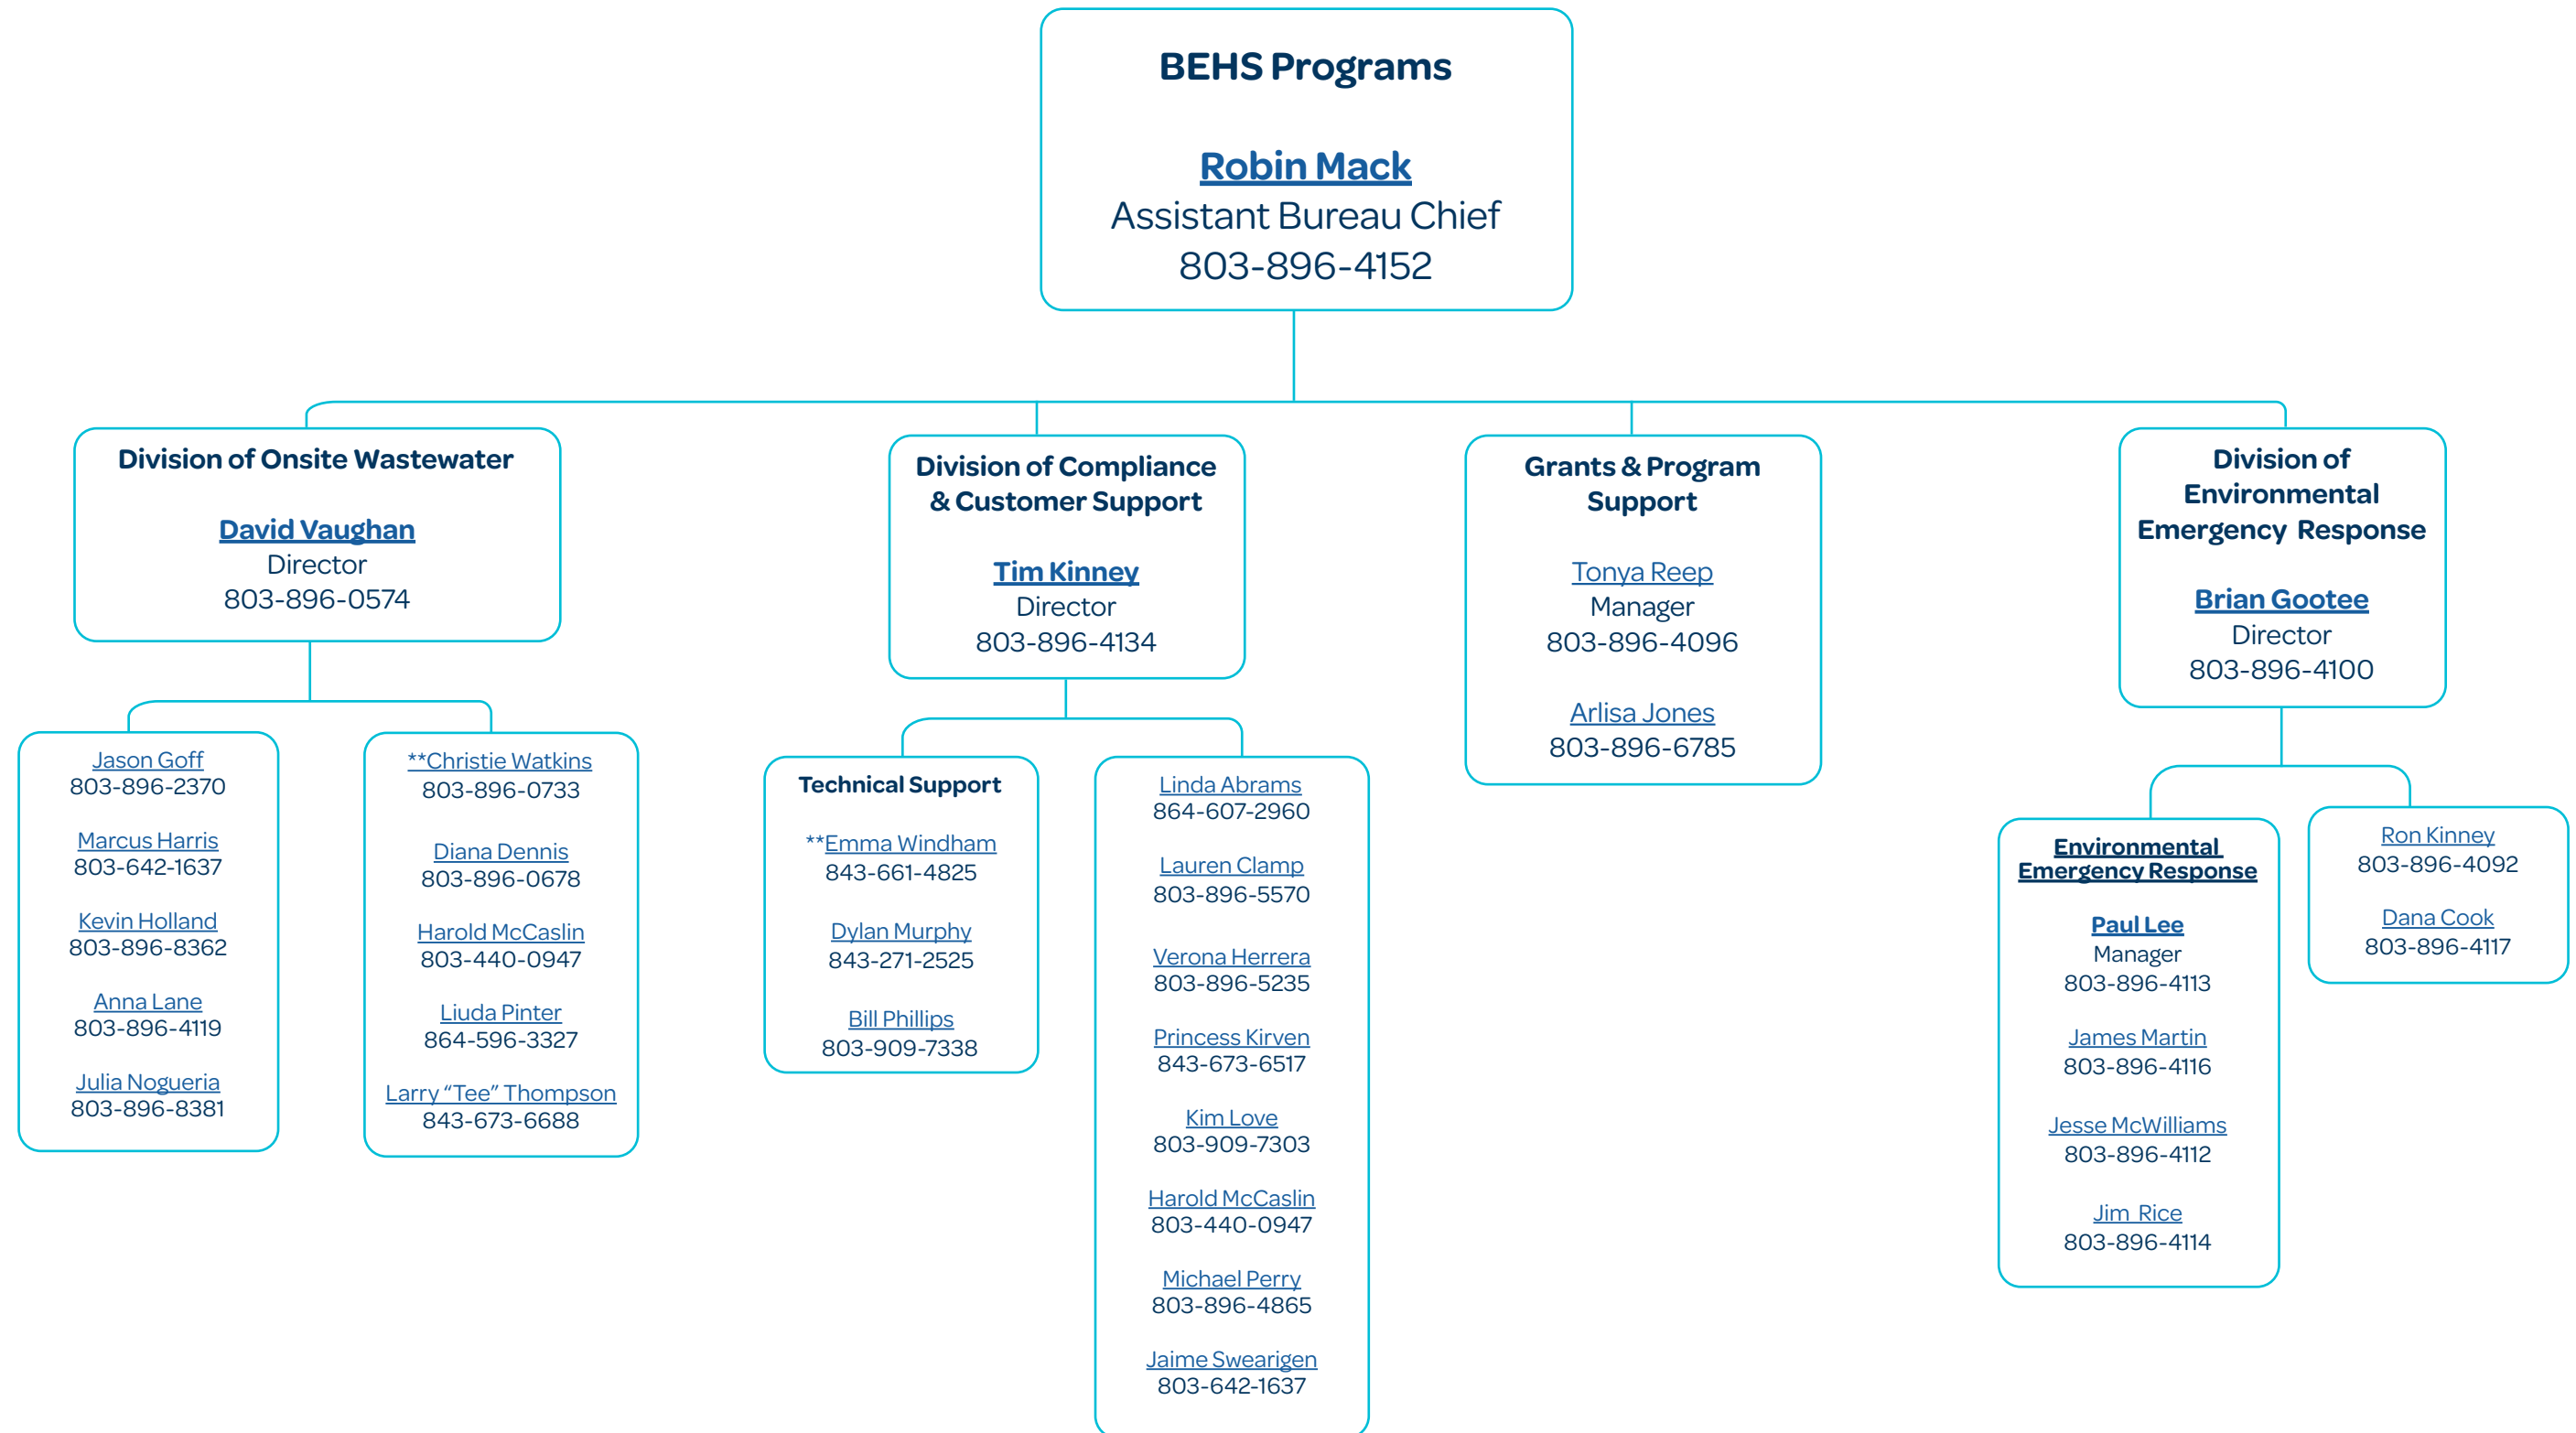 BEHS Programs
Robin Mack
Assistant Bureau Chief
803-896-4152
Division of Onsite Wastewater
David Vaughan
Director
803-896-0574
Jason Goff
803-896-2370
Marcus Harris
803-642-1637
Kevin Holland
803-896-8362
Anna Lane
803-896-4119
Julia Nogueria
803-896-8381
**Christie Watkins
803-896-0733
Diana Dennis
803-896-0678
Harold McCaslin
803-440-0947
Liuda Pinter
864-596-3327
Larry “Tee” Thompson
843-673-6688
Division of Compliance
& Customer Support
Tim Kinney
Director
803-896-4134
Technical Support
**Emma Windham
843-661-4825
Dylan Murphy
843-271-2525
Bill Phillips
803-909-7338
Linda Abrams
864-607-2960
Lauren Clamp
803-896-5570
Verona Herrera
803-896-5235
Princess Kirven
843-673-6517
Kim Love
803-909-7303
Harold McCaslin
803-440-0947
Michael Perry
803-896-4865
Jaime Swearigen
803-642-1637
Grants & Program
Support
Tonya Reep
Manager
803-896-4096
Arlisa Jones
803-896-6785
Division of
Environmental
Emergency Response
Brian Gootee
Director
803-896-4100
Environmental
Emergency Response
Paul Lee
Manager
803-896-4113
James Martin
803-896-4116
Jesse McWilliams
803-896-4112
Jim Rice
803-896-4114
Ron Kinney
803-896-4092
Dana Cook
803-896-4117